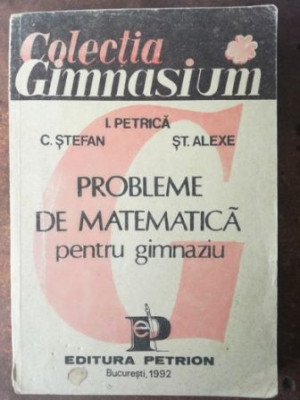 Colecția
Gimnasium
I. PETRICĂ
C. ȘTEFAN ȘT. ALEXE
PROBLEME
DE MATEMATICĂ
pentru gimnaziu
EDITURA PETRION
București, 1992